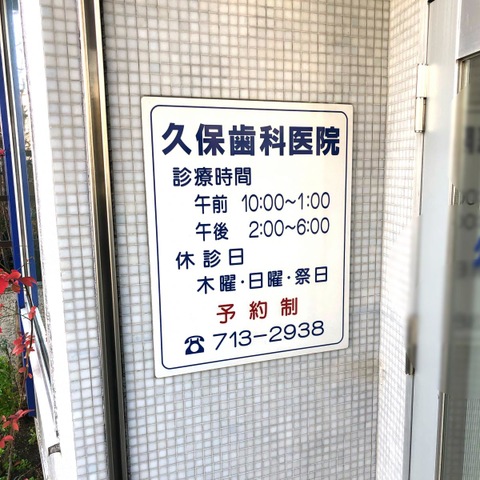 久保歯科医院
診療時間
午前 10:00~1:00
午後 2:00~6:00
休診日
木曜・日曜・祭日
予約制
☎713-2938